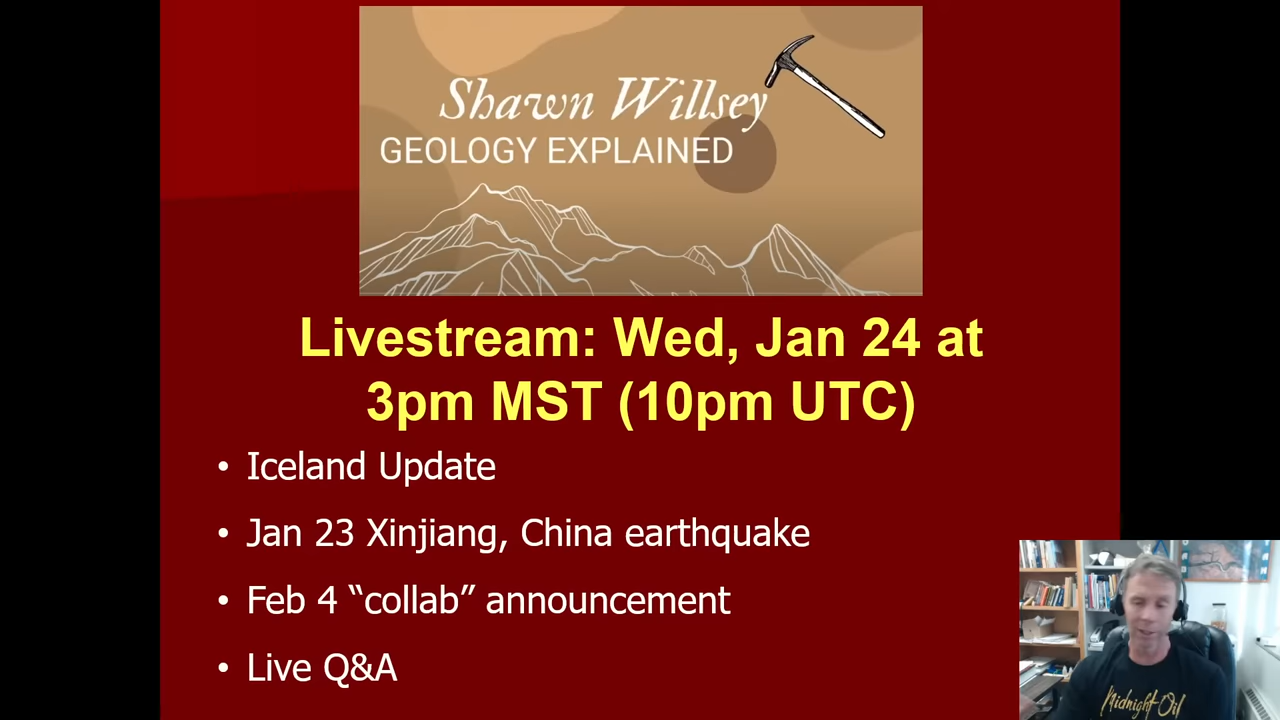 Shawn Willsey
GEOLOGY EXPLAINED
Livestream: Wed, Jan 24 at
3pm MST (10pm UTC)
• Iceland Update
• Jan 23 Xinjiang, China earthquake
• Feb 4 “collab” announcement
• Live Q&A
Midnight Oil